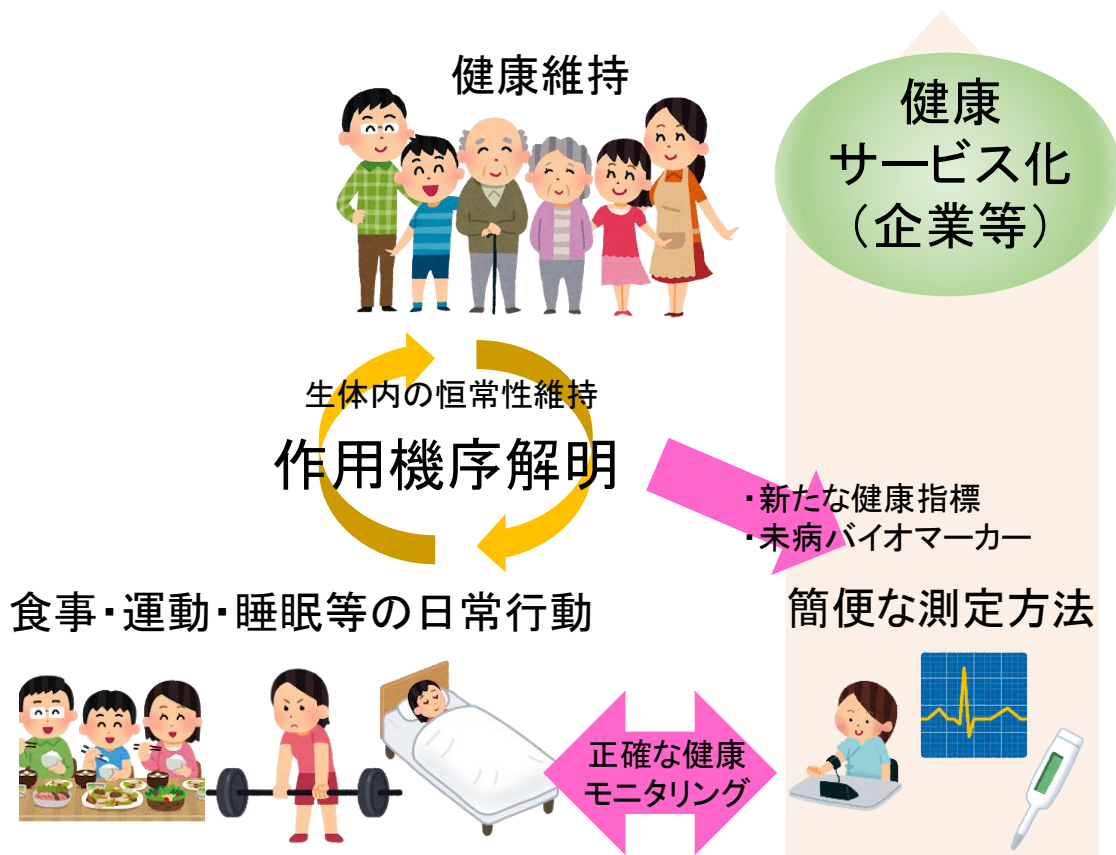 健康維持
健康
サービス化
（企業等）
生体内の恒常性維持
作用機序解明
・新たな健康指標
・未病バイオマーカー
食事・運動・睡眠等の日常行動
簡便な測定方法
正確な健康
モニタリング